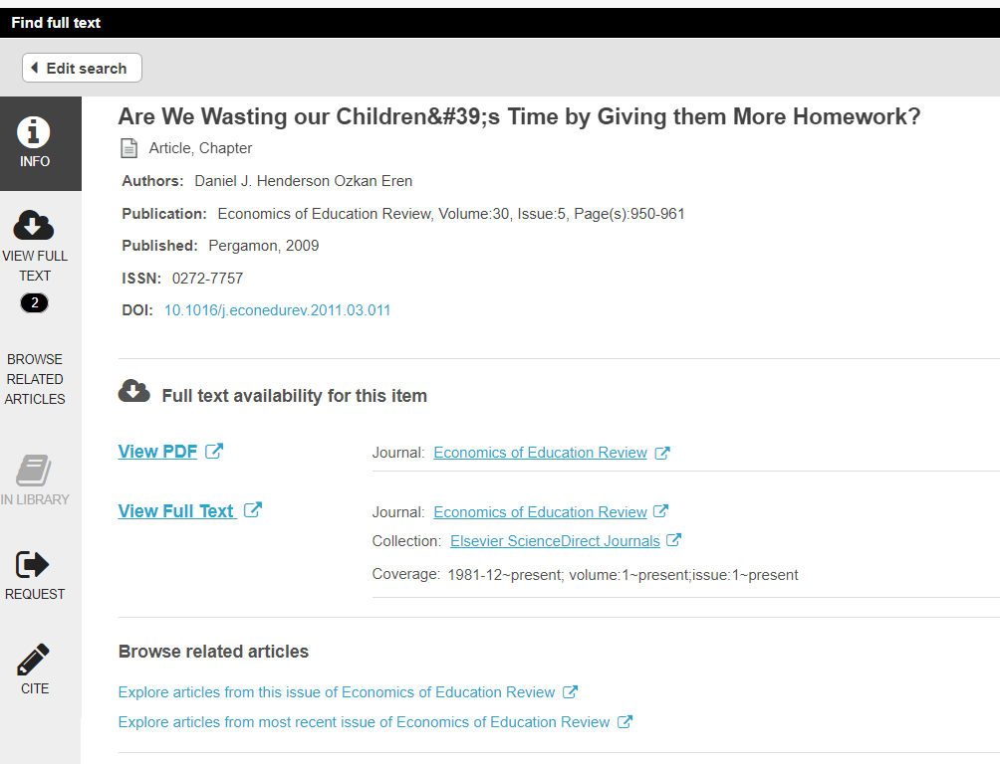 Find full text
Edit search
INFO
VIEW FULL
TEXT
2
BROWSE
RELATED
ARTICLES
IN LIBRARY
REQUEST
CITE
Are We Wasting our Children&#39;s Time by Giving them More Homework?
Article, Chapter
Authors: Daniel J. Henderson Ozkan Eren
Publication: Economics of Education Review, Volume:30, Issue:5, Page(s):950-961
Published: Pergamon, 2009
ISSN: 0272-7757
DOI: 10.1016/j.econedurev.2011.03.011
Full text availability for this item
View PDF Journal: Economics of Education Review
View Full Text Journal: Economics of Education Review
Collection: Elsevier ScienceDirect Journals
Coverage: 1981-12~present; volume:1~present;issue:1~present
Browse related articles
Explore articles from this issue of Economics of Education Review
Explore articles from most recent issue of Economics of Education Review